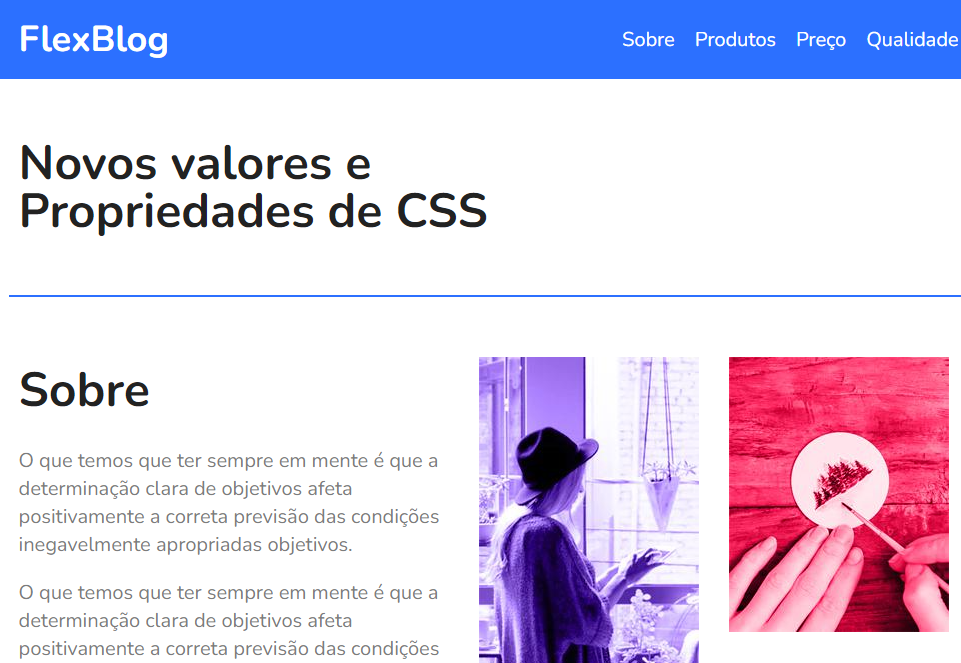 FlexBlog
Sobre Produtos Preço Qualidade
Novos valores e
Propriedades de CSS
Sobre
O que temos que ter sempre em mente é que a
determinação clara de objetivos afeta
positivamente a correta previsão das condições
inegavelmente apropriadas objetivos.
O que temos que ter sempre em mente é que a
determinação clara de objetivos afeta
positivamente a correta previsão das condições